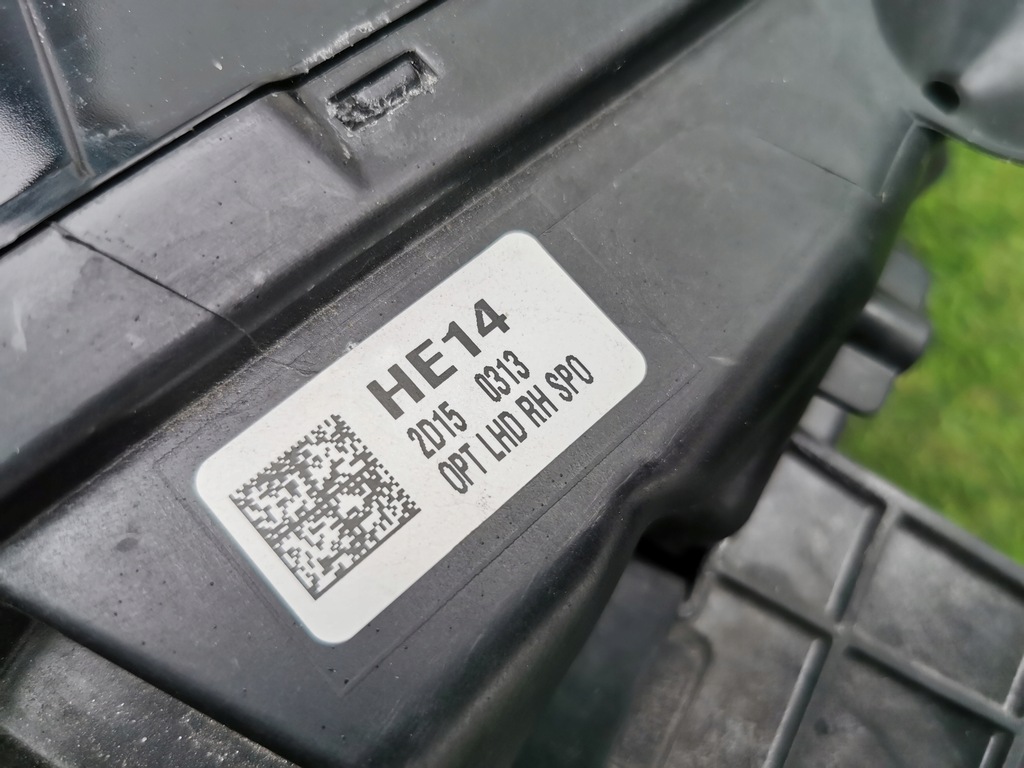 HE14
2D15 0313
OPT LHD RH SPO